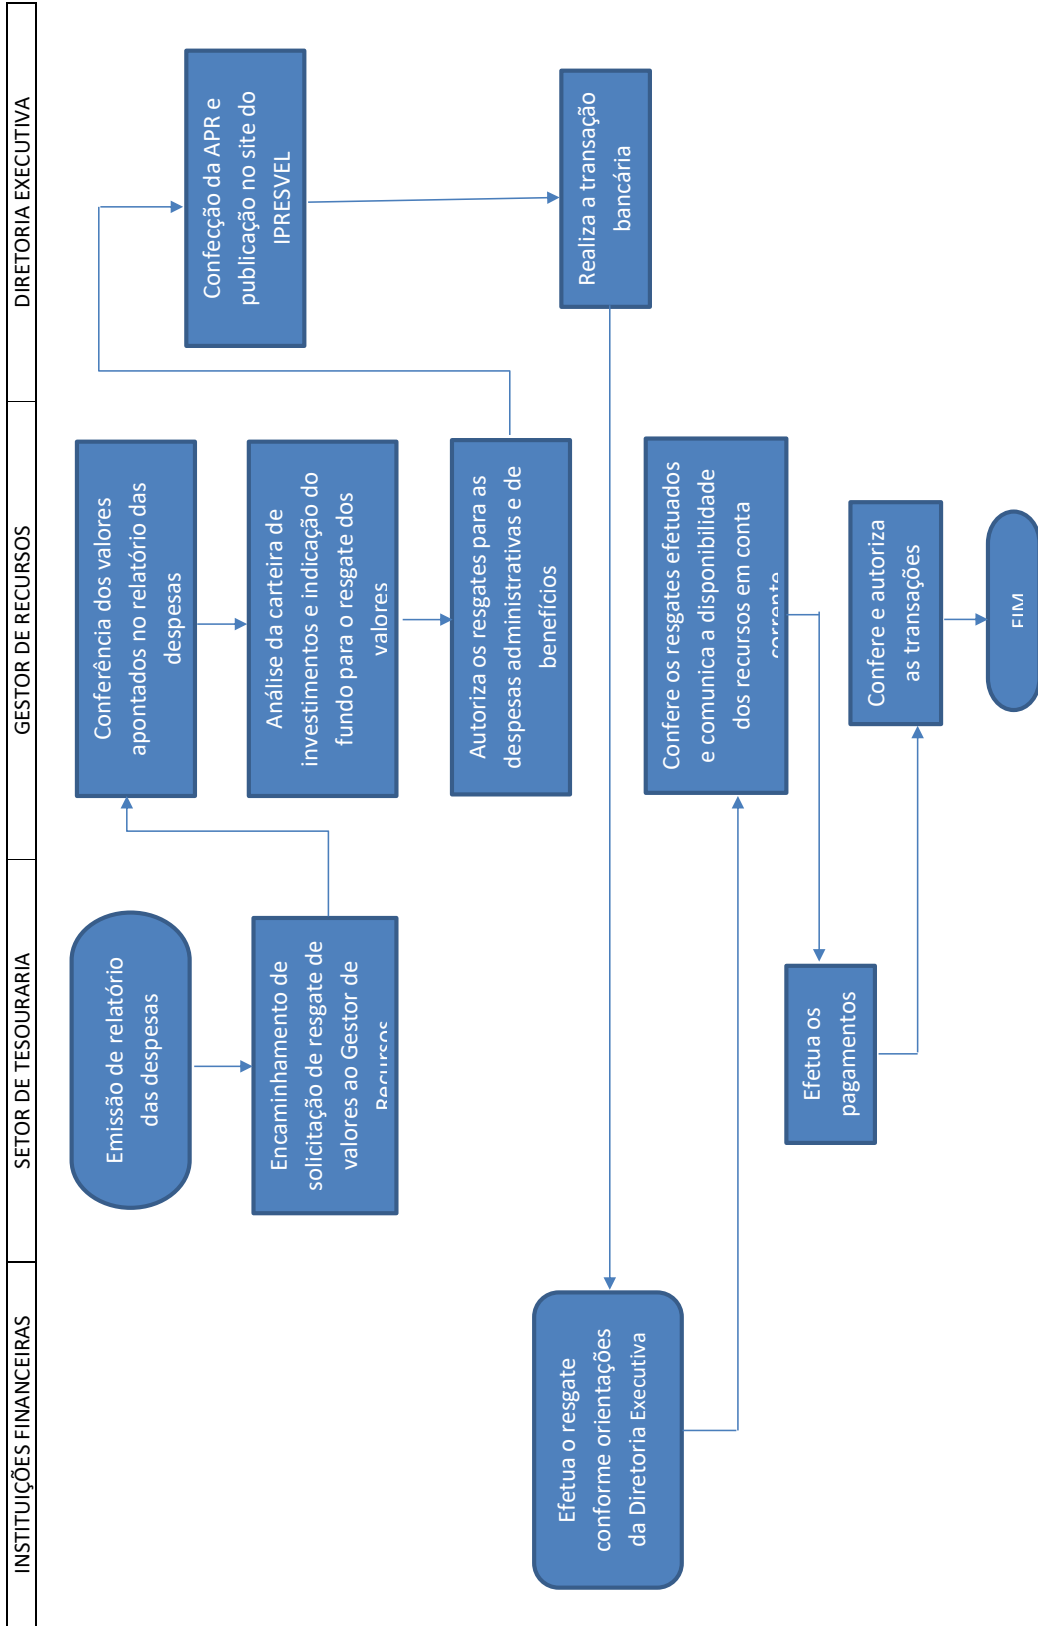 INSTITUIÇÕES FINANCEIRAS
SETOR DE TESOURARIA
GESTOR DE RECURSOS
DIRETORIA EXECUTIVA
Emissão de relatório
das despesas
Encaminhamento de
solicitação de resgate de
valores ao Gestor de
Recursos
Conferência dos valores
apontados no relatório das
despesas
Análise da carteira de
investimentos e indicação do
fundo para o resgate dos
valores
Autoriza os resgates para as
despesas administrativas e de
benefícios
Confecção da APR e
publicação no site do
IPRESVEL
Realiza a transação
bancária
Efetua o resgate
conforme orientações
da Diretoria Executiva
Confere os resgates efetuados
e comunica a disponibilidade
dos recursos em conta
corrente
Efetua os
pagamentos
Confere e autoriza
as transações
FIM